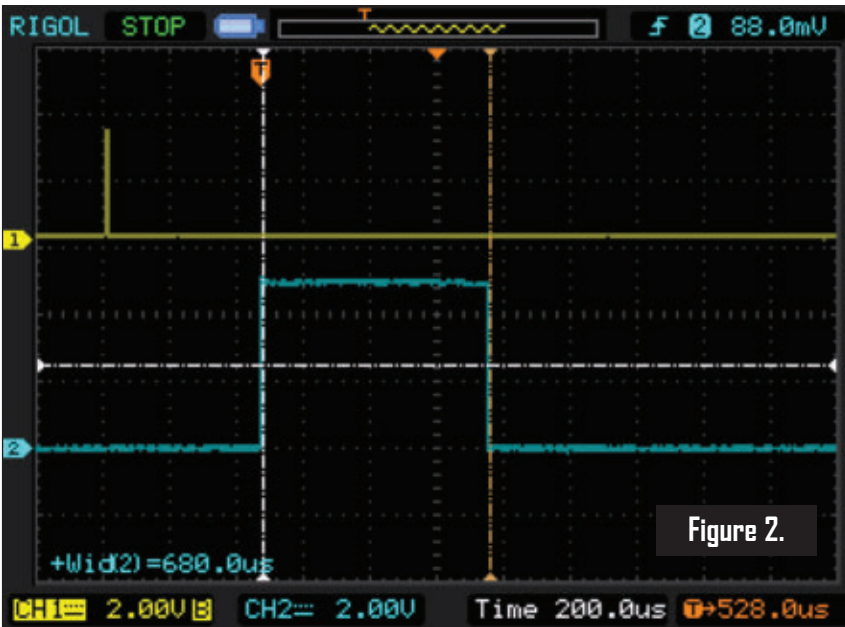 RIGOL STOP T 2 88.0mV
T
1
2
Figure 2.
+Wid(2)=680.0us
CH1 2.00V B CH2 2.00V Time 200.0us T→528.0us